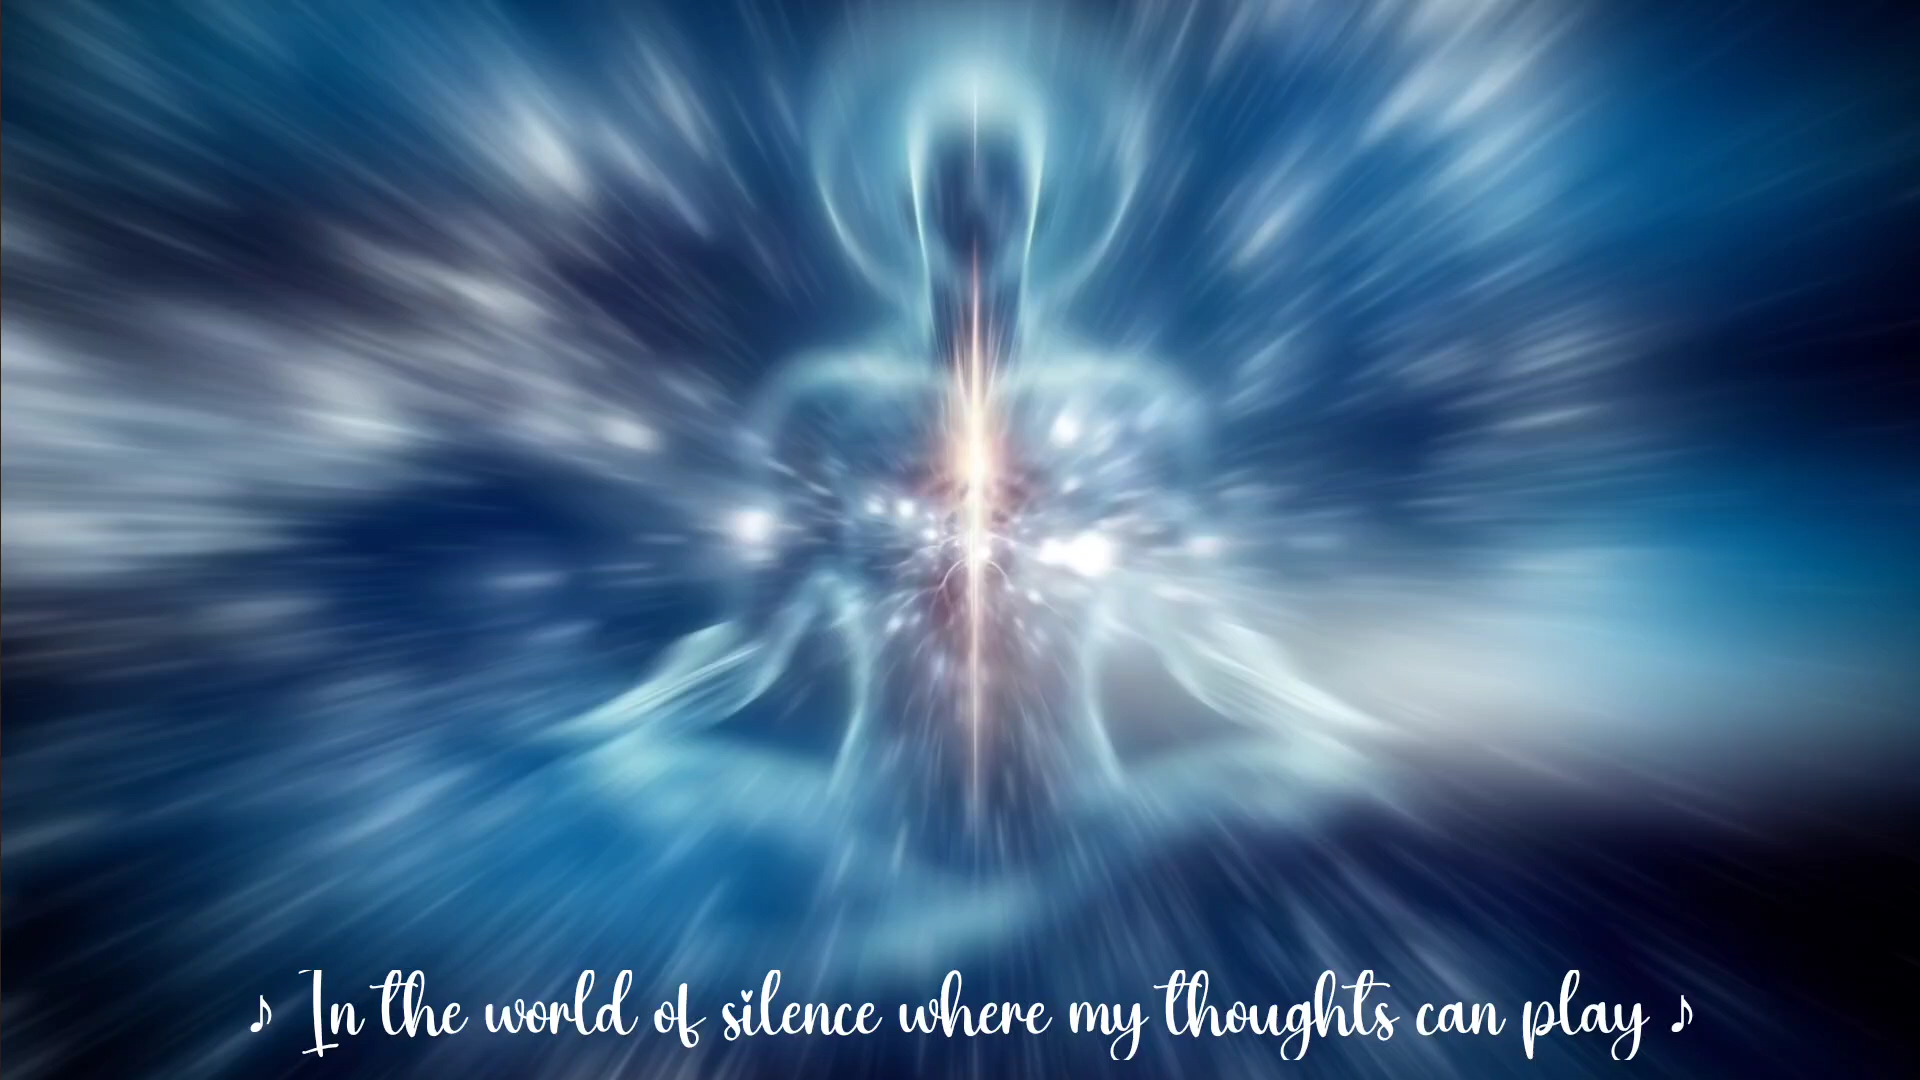 ♪ In the world of silence where my thoughts can play ♪